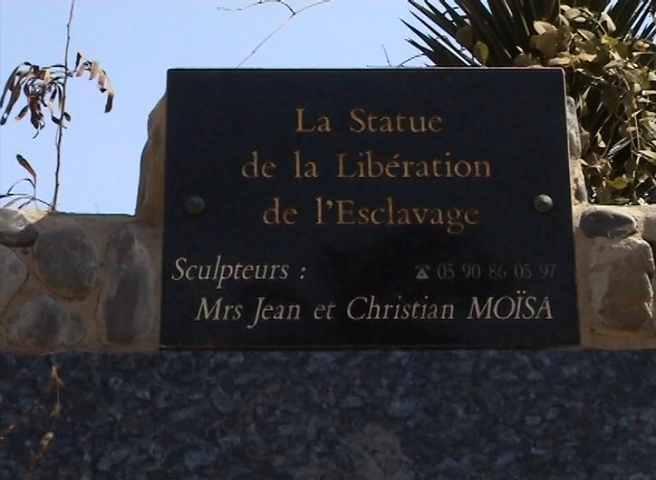 La Statue
de la Libération
de l'Esclavage
Sculpteurs : ☎ 05 90 86 05 97
Mrs Jean et Christian MOÏSA